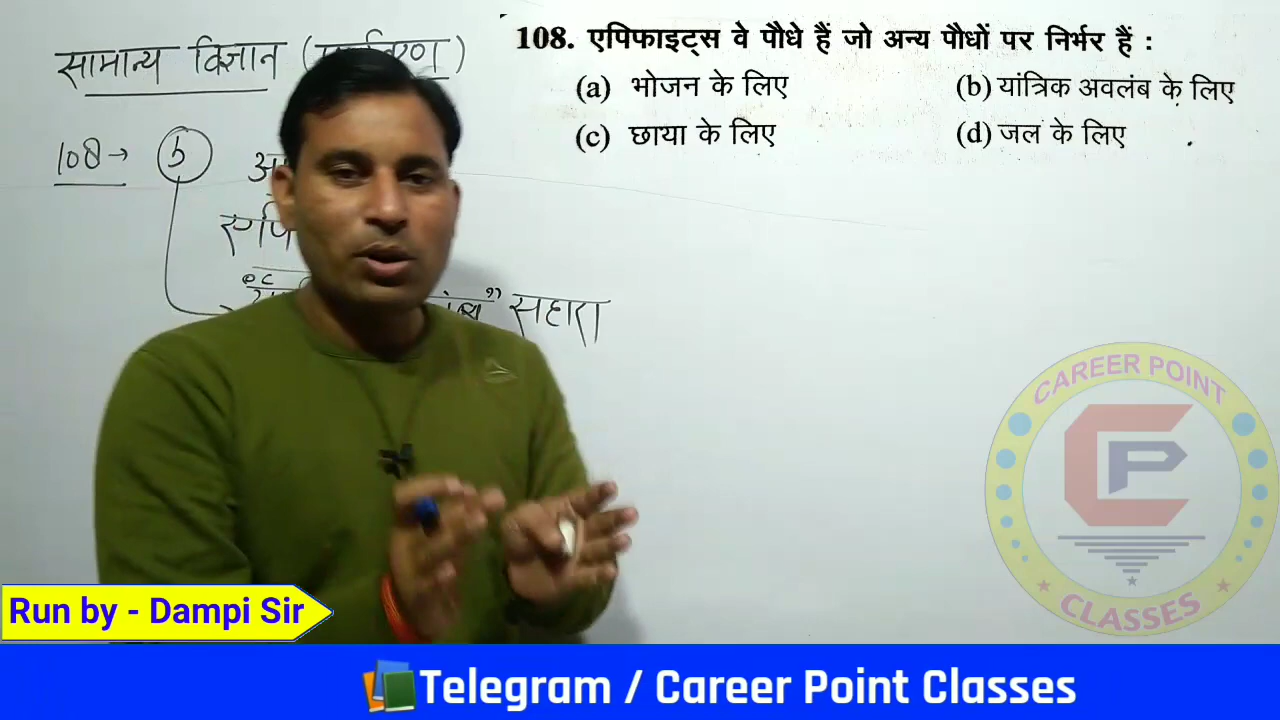 सामान्य विज्ञान (
108. एपिफाइट्स वे पौधे हैं जो अन्य पौधों पर निर्भर हैं :
(a) भोजन के लिए
(b) यांत्रिक अवलंब के लिए
(c) छाया के लिए
(d) जल के लिए
108→ b
सहारा
CAREER POINT
CP
CLASSES
Run by - Dampi Sir
Telegram / Career Point Classes